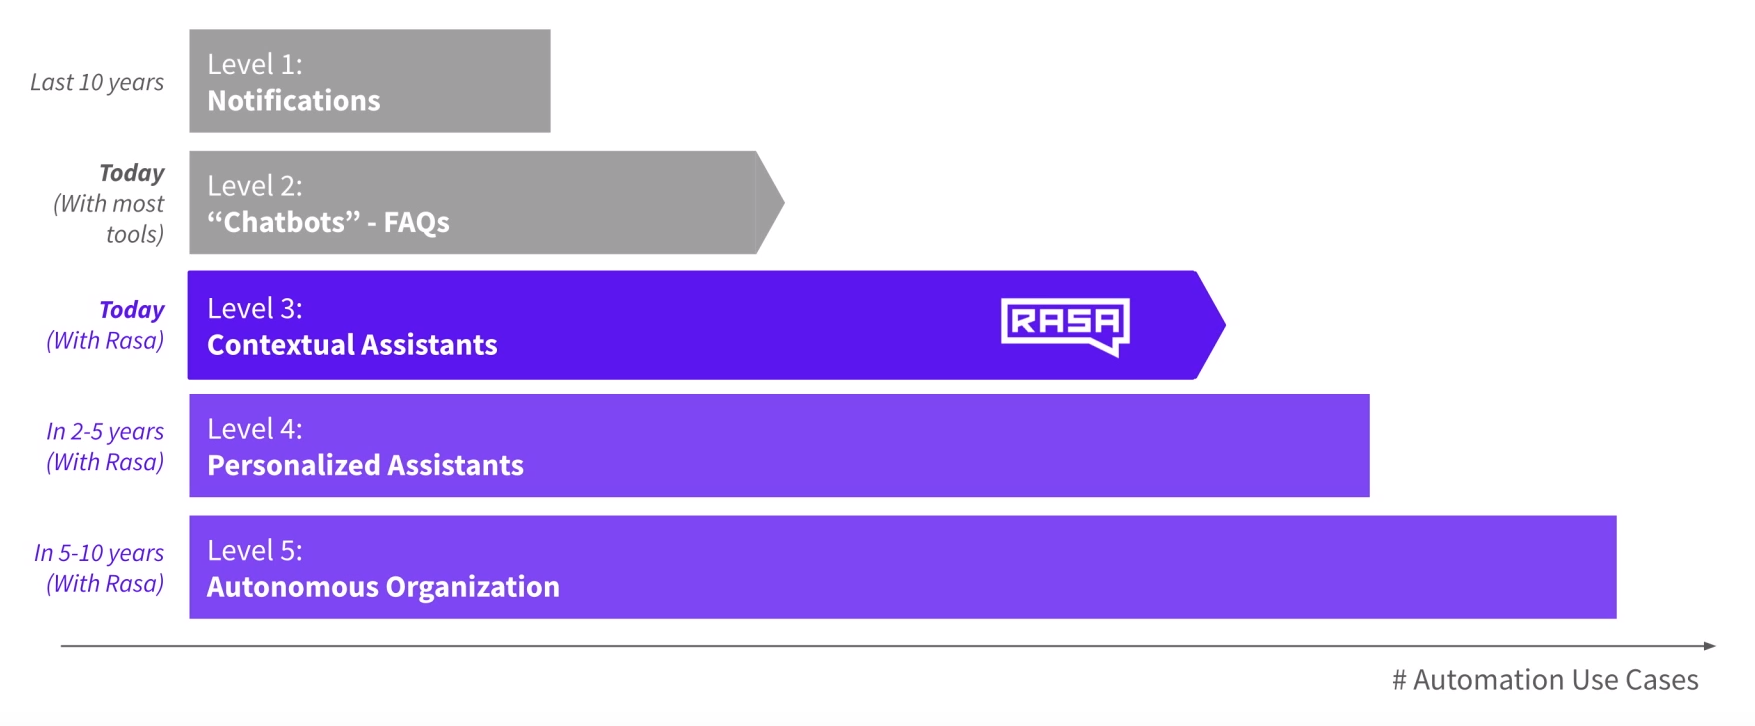 Last 10 years
Level 1:
Notifications
Today
(With most
tools)
Level 2:
“Chatbots” - FAQs
Today
(With Rasa)
Level 3:
Contextual Assistants
RASA
In 2-5 years
(With Rasa)
Level 4:
Personalized Assistants
In 5-10 years
(With Rasa)
Level 5:
Autonomous Organization
# Automation Use Cases